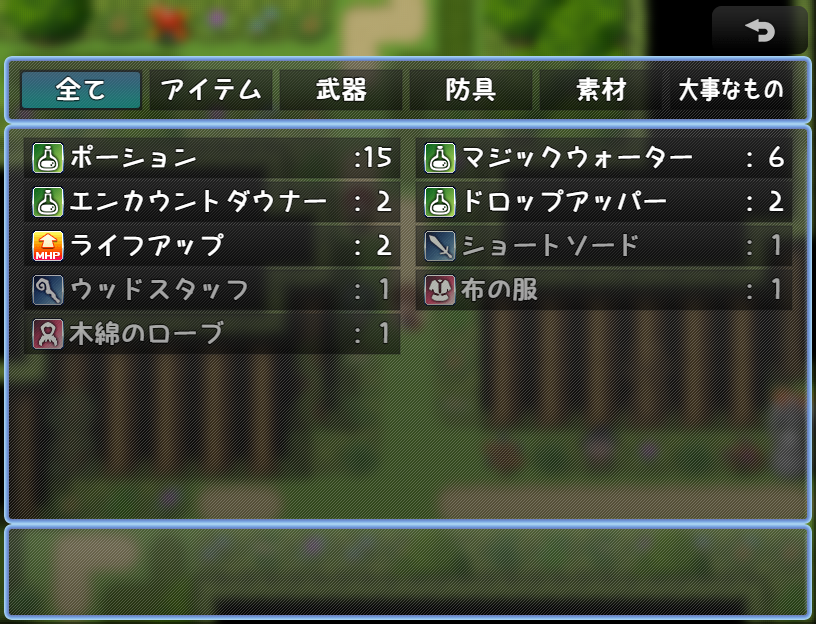 全て アイテム 武器 防具 素材 大事なもの
ポーション :15 マジックウォーター : 6
エンカウントダウナー : 2 ドロップアッパー : 2
MHP ライフアップ : 2 ショートソード : 1
ウッドスタッフ : 1 布の服 : 1
木綿のローブ : 1